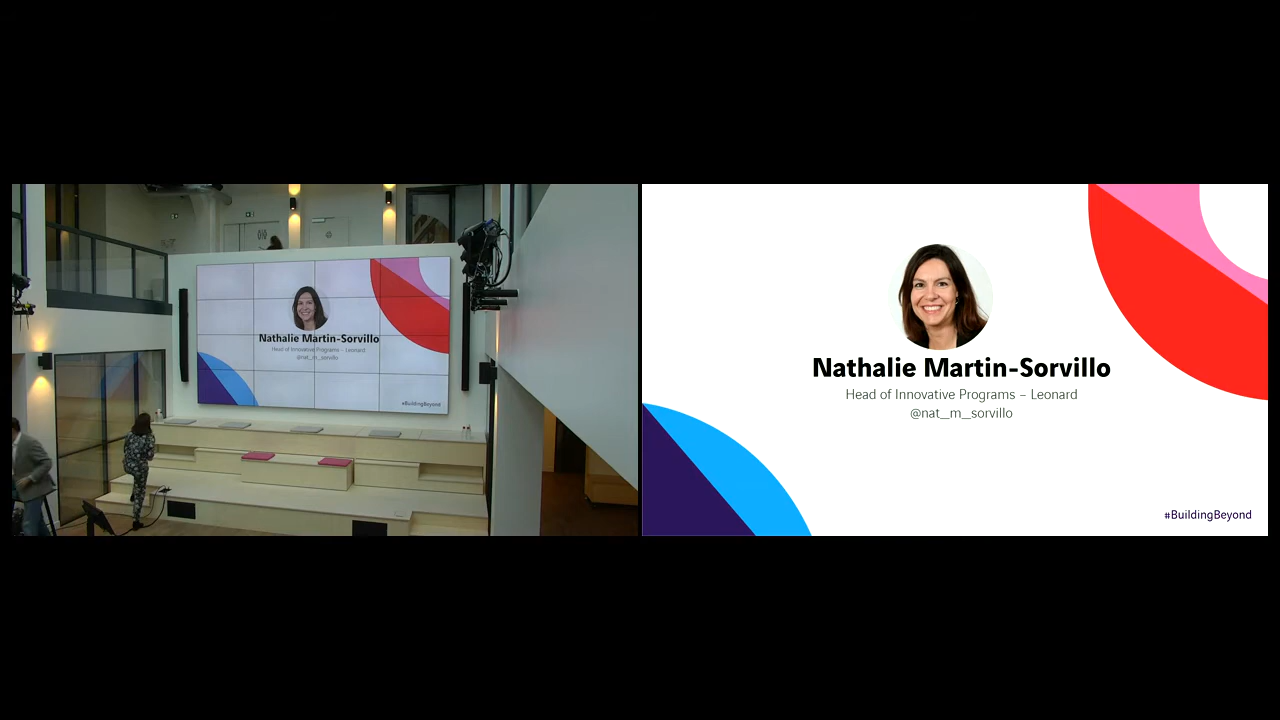 Nathalie Martin-Sorvillo
Head of Innovative Programs – Leonard
@nat_m_sorvillo
#BuildingBeyond
Nathalie Martin-Sorvillo
Head of Innovative Programs – Leonard
@nat__m__sorvillo
#BuildingBeyond